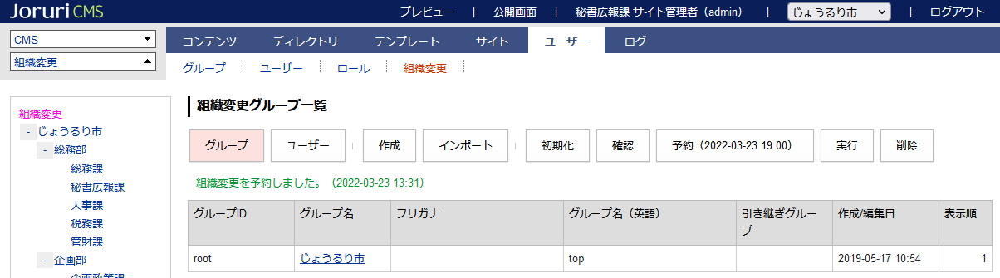 Joruri CMS
プレビュー | 公開画面 | 秘書広報課 サイト管理者（admin） | じょうるり市 | ログアウト
CMS
組織変更
コンテンツ ディレクトリ テンプレート サイト ユーザー ログ
グループ ユーザー ロール 組織変更
組織変更
- じょうるり市
- 総務部
総務課
秘書広報課
人事課
税務課
管財課
- 企画部
企画政策課
組織変更グループ一覧
グループ ユーザー | 作成 インポート | 初期化 確認 予約（2022-03-23 19:00） 実行 削除
組織変更を予約しました。（2022-03-23 13:31）
グループID グループ名 フリガナ グループ名（英語） 引き継ぎグループ 作成/編集日 表示順
root じょうるり市 top 2019-05-17 10:54 1